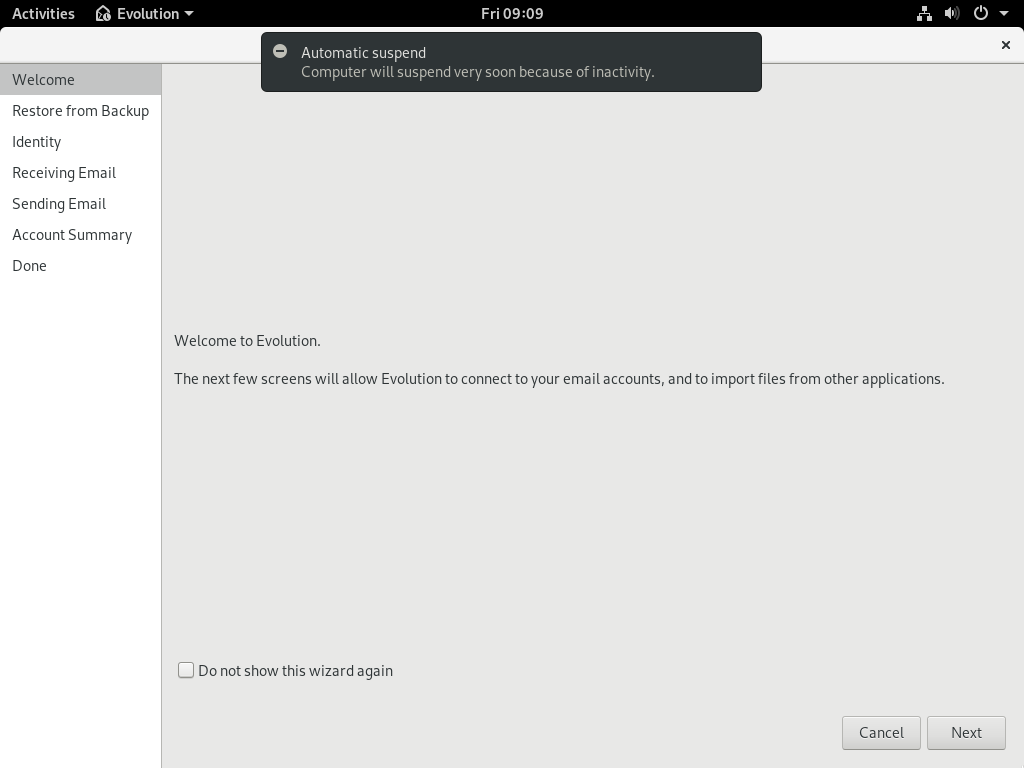 Activities
Evolution
Fri 09:09
Automatic suspend
Computer will suspend very soon because of inactivity.
Welcome
Restore from Backup
Identity
Receiving Email
Sending Email
Account Summary
Done
Welcome to Evolution.
The next few screens will allow Evolution to connect to your email accounts, and to import files from other applications.
Do not show this wizard again
Cancel
Next